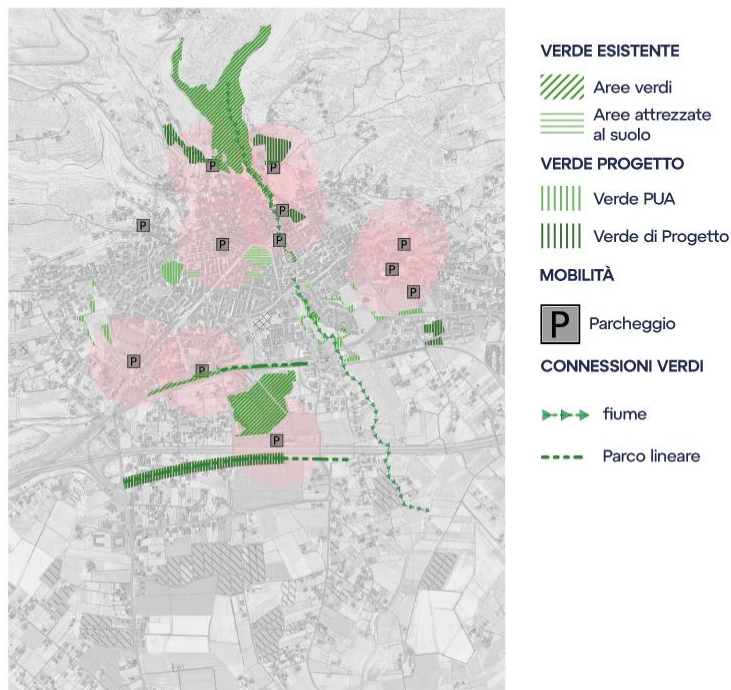 VERDE ESISTENTE
Aree verdi
Aree attrezzate
al suolo
VERDE PROGETTO
Verde PUA
Verde di Progetto
MOBILITÀ
P Parcheggio
CONNESSIONI VERDI
fiume
Parco lineare
P
P
P
P
P
P
P
P
P
P
P
P